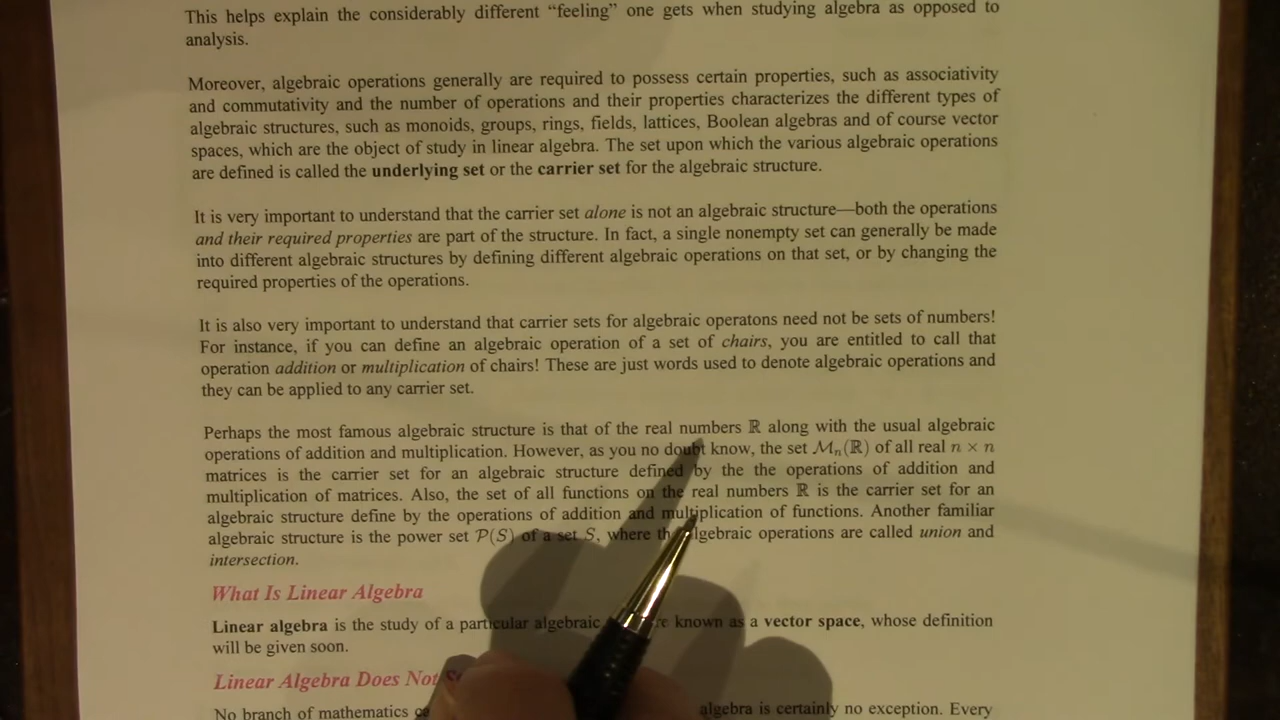 This helps explain the considerably different “feeling” one gets when studying algebra as opposed to
analysis.
Moreover, algebraic operations generally are required to possess certain properties, such as associativity
and commutativity and the number of operations and their properties characterizes the different types of
algebraic structures, such as monoids, groups, rings, fields, lattices, Boolean algebras and of course vector
spaces, which are the object of study in linear algebra. The set upon which the various algebraic operations
are defined is called the underlying set or the carrier set for the algebraic structure.
It is very important to understand that the carrier set alone is not an algebraic structure—both the operations
and their required properties are part of the structure. In fact, a single nonempty set can generally be made
into different algebraic structures by defining different algebraic operations on that set, or by changing the
required properties of the operations.
It is also very important to understand that carrier sets for algebraic operatons need not be sets of numbers!
For instance, if you can define an algebraic operation of a set of chairs, you are entitled to call that
operation addition or multiplication of chairs! These are just words used to denote algebraic operations and
they can be applied to any carrier set.
Perhaps the most famous algebraic structure is that of the real numbers ℝ along with the usual algebraic
operations of addition and multiplication. However, as you no doubt know, the set ℳₙ(ℝ) of all real n × n
matrices is the carrier set for an algebraic structure defined by the the operations of addition and
multiplication of matrices. Also, the set of all functions on the real numbers ℝ is the carrier set for an
algebraic structure define by the operations of addition and multiplication of functions. Another familiar
algebraic structure is the power set 𝒫(S) of a set S, where the algebraic operations are called union and
intersection.
What Is Linear Algebra
Linear algebra is the study of a particular algebraic known as a vector space, whose definition
will be given soon.
Linear Algebra Does Not
No branch of mathematics algebra is certainly no exception. Every